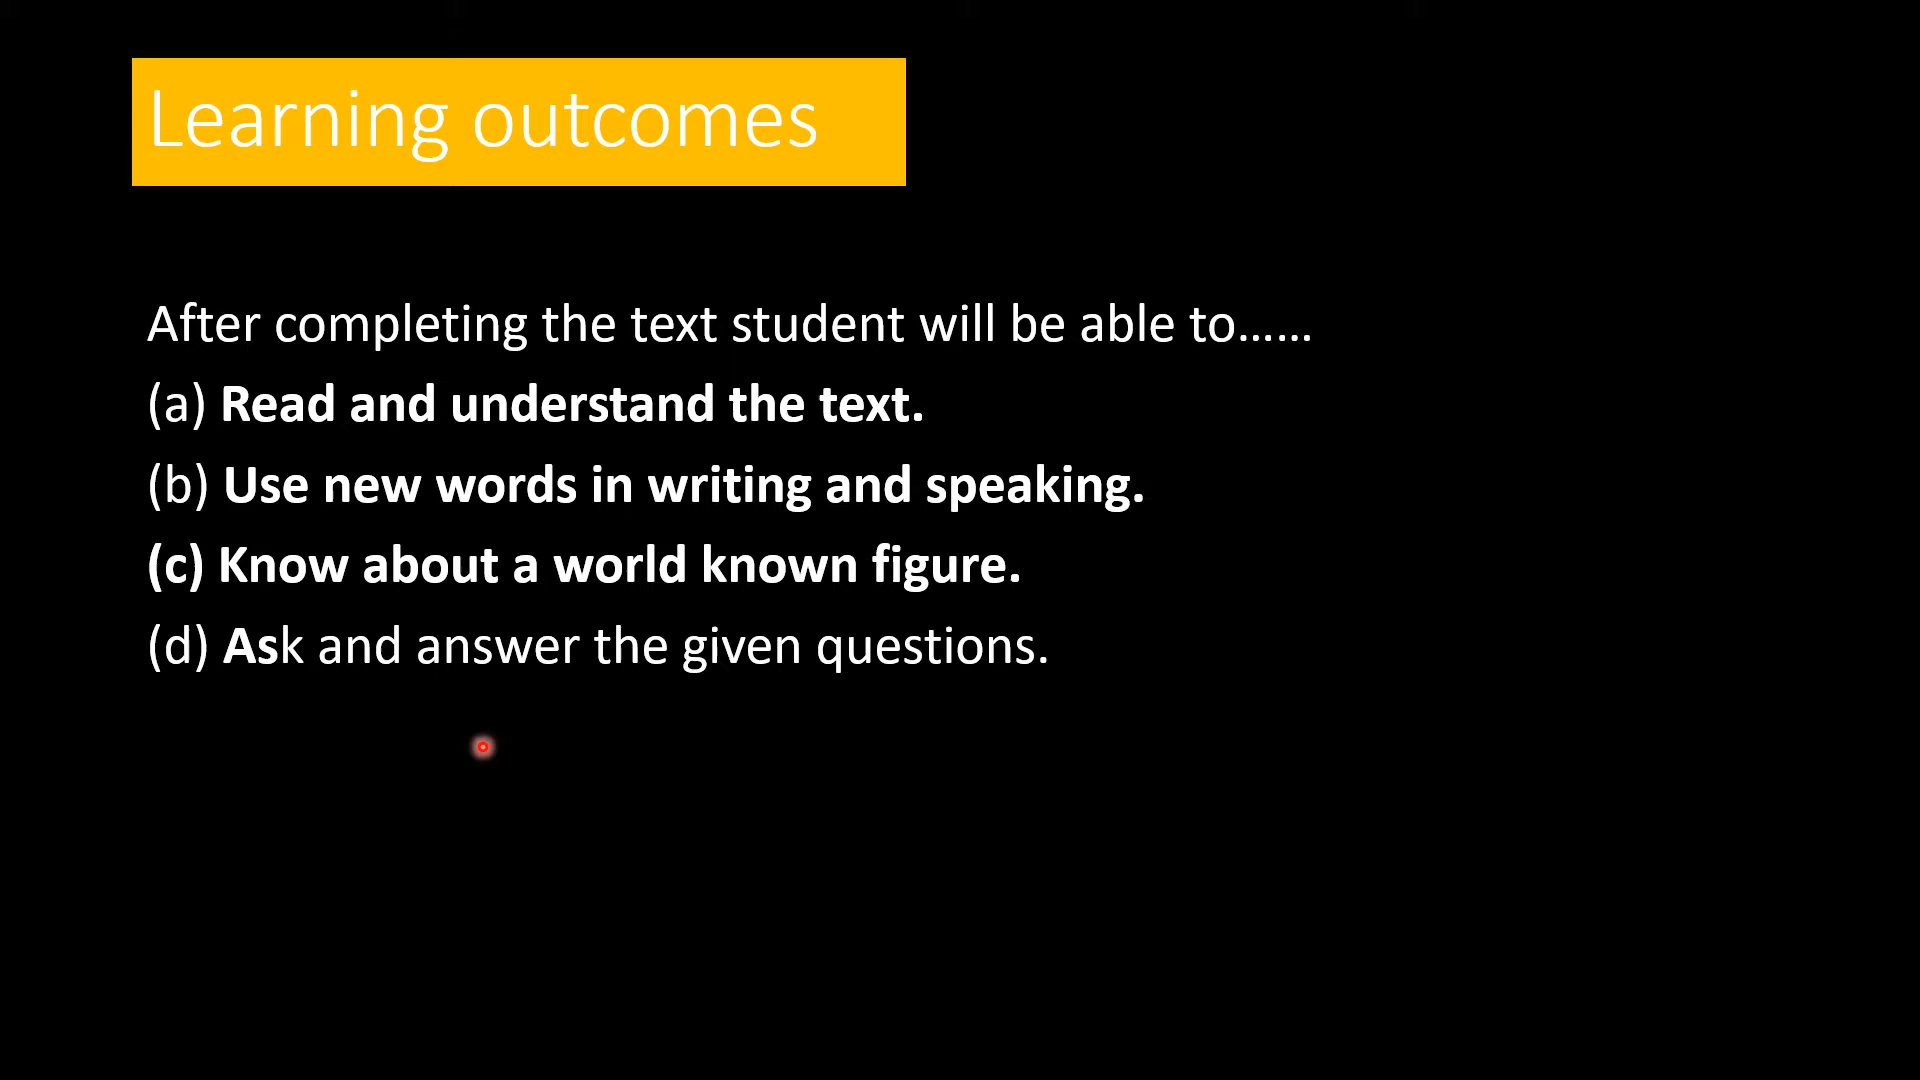 Learning outcomes
After completing the text student will be able to......
(a) Read and understand the text.
(b) Use new words in writing and speaking.
(c) Know about a world known figure.
(d) Ask and answer the given questions.